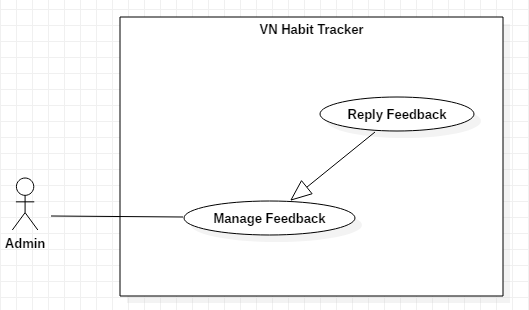 VN Habit Tracker
Reply Feedback
Manage Feedback
Admin